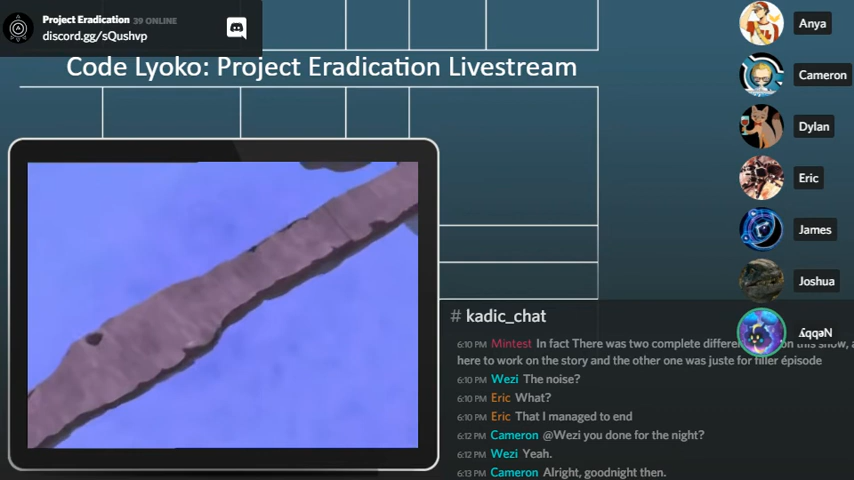 Project Eradication 39 ONLINE
discord.gg/sQushvp
Code Lyoko: Project Eradication Livestream
Anya
Cameron
Dylan
Eric
James
Joshua
# kadic_chat
6:10 PM Mintest In fact There was two complete differen on this show, a
here to work on the story and the other one was juste for filler épisode
6:10 PM Wezi The noise?
6:10 PM Eric What?
6:10 PM Eric That I managed to end
6:12 PM Cameron @Wezi you done for the night?
6:12 PM Wezi Yeah.
6:13 PM Cameron Alright, goodnight then.